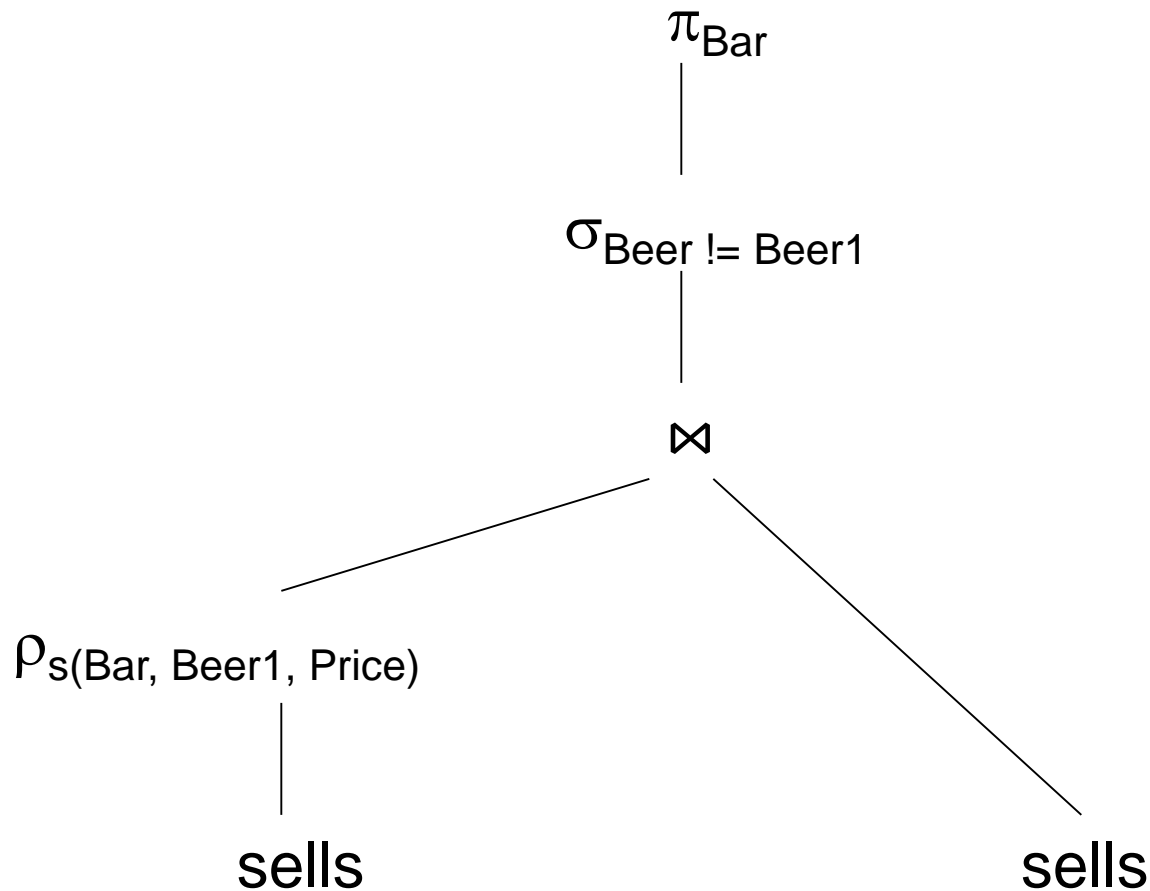 πBar
σBeer != Beer1
⋈
ρs(Bar, Beer1, Price)
sells sells